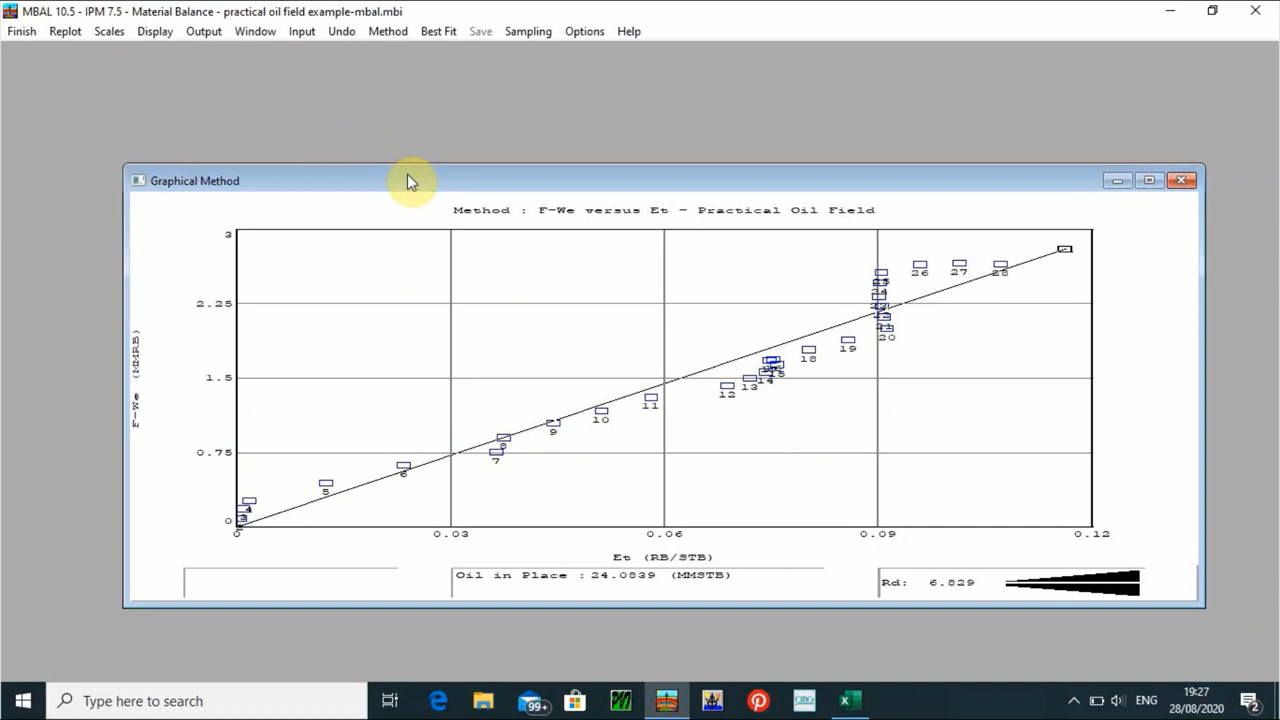 MBAL 10.5 - IPM 7.5 - Material Balance - practical oil field example-mbal.mbi
Finish Replot Scales Display Output Window Input Undo Method Best Fit Save Sampling Options Help
Graphical Method
Method : F-We versus Et - Practical Oil Field
3
2.25
1.5
0.75
0
F-We (MMRB)
3
4
5
6
7
8
9
10
11
12
13
14
15
18
19
20
21
22
24
26
27
28
0 0.03 0.06 0.09 0.12
Et (RB/STB)
Oil in Place :24.0839 (MMSTB)
Rd: 6.829
Type here to search
99+
ENG
19:27
28/08/2020
2